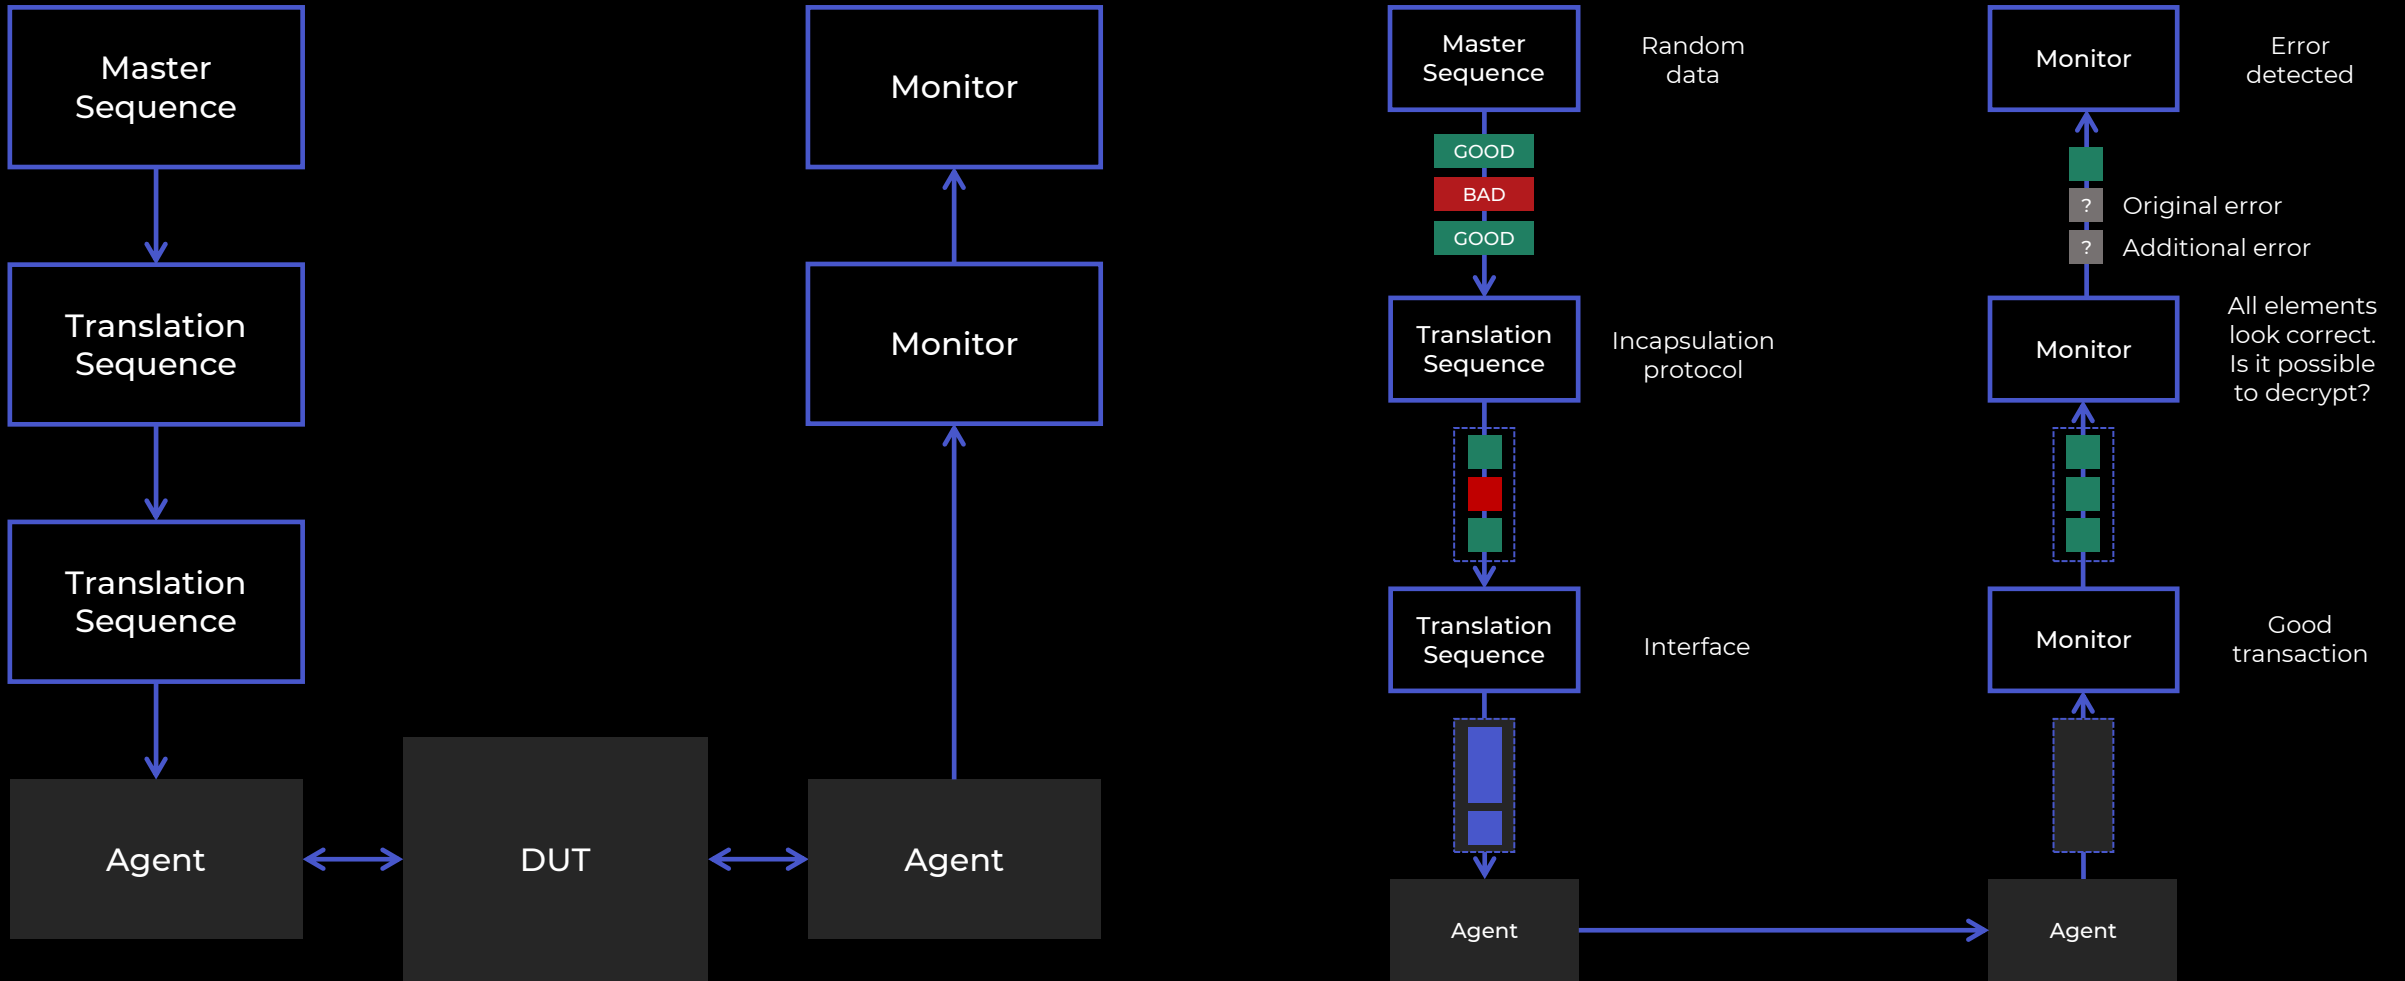 Master
Sequence
Translation
Sequence
Translation
Sequence
Agent
DUT
Monitor
Monitor
Agent
Master
Sequence
Random
data
GOOD
BAD
GOOD
Translation
Sequence
Incapsulation
protocol
Translation
Sequence
Interface
Agent
Monitor
Error
detected
?
Original error
?
Additional error
Monitor
All elements
look correct.
Is it possible
to decrypt?
Monitor
Good
transaction
Agent